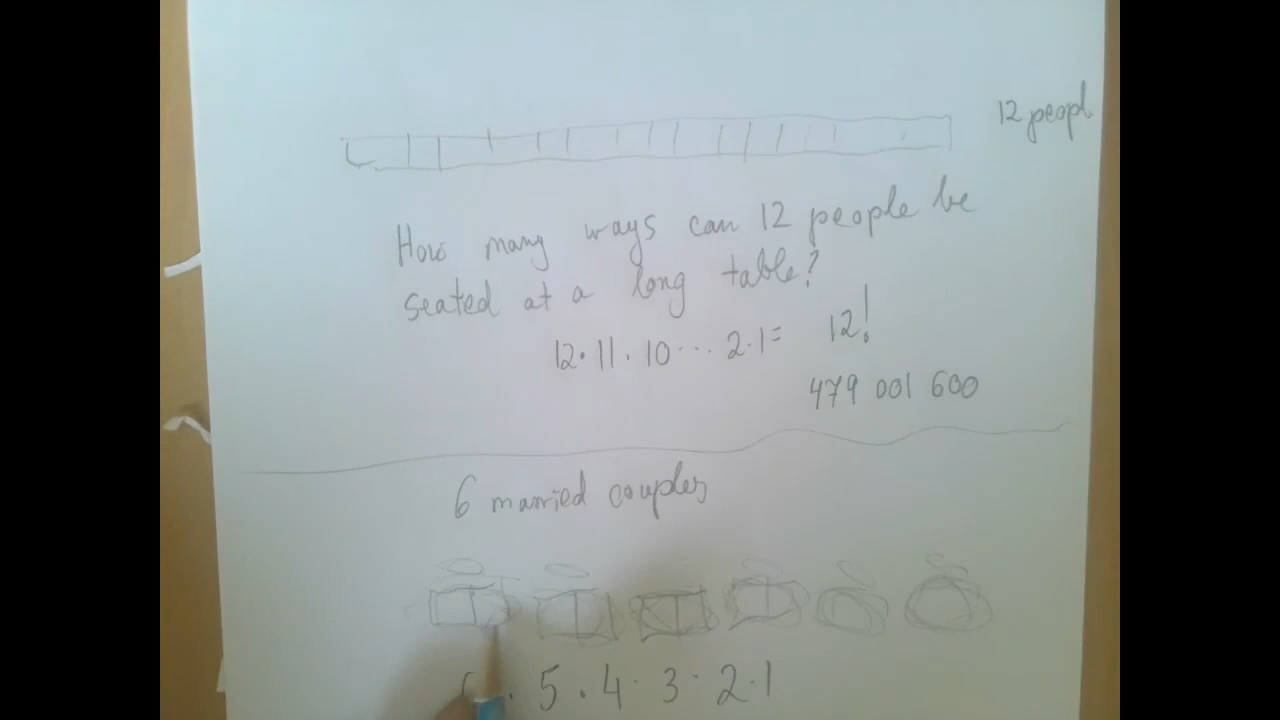 12 peopl
How many ways can 12 people be
seated at a long table?
12 · 11 · 10 ... 2 · 1 = 12!
479 001 600
6 married couples
· 5 · 4 · 3 · 2 · 1